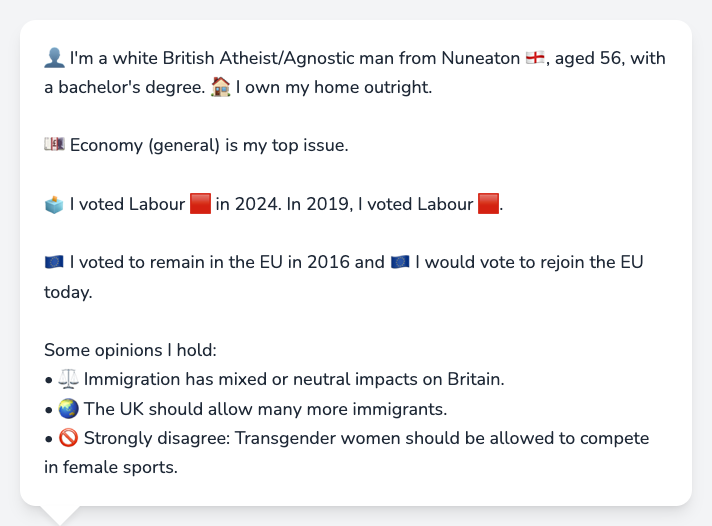 👤 I'm a white British Atheist/Agnostic man from Nuneaton 🏴󠁧󠁢󠁥󠁮󠁧󠁿, aged 56, with
a bachelor's degree. 🏠 I own my home outright.
💷 Economy (general) is my top issue.
🗳️ I voted Labour 🟥 in 2024. In 2019, I voted Labour 🟥.
🇪🇺 I voted to remain in the EU in 2016 and 🇪🇺 I would vote to rejoin the EU
today.
Some opinions I hold:
• ⚖️ Immigration has mixed or neutral impacts on Britain.
• 🌏 The UK should allow many more immigrants.
• 🚫 Strongly disagree: Transgender women should be allowed to compete
in female sports.